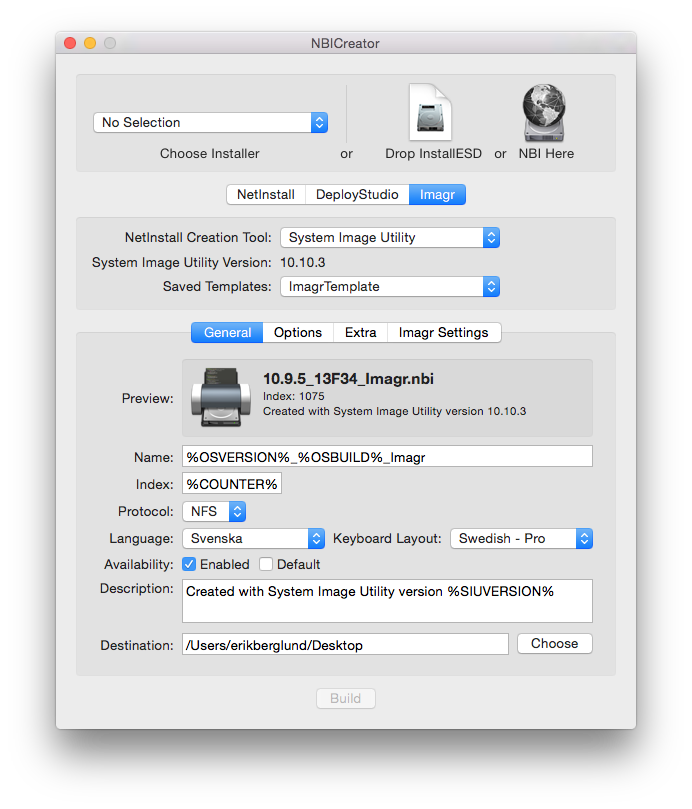 NBICreator
No Selection
Choose Installer or Drop InstallESD or NBI Here
NetInstall DeployStudio Imagr
NetInstall Creation Tool: System Image Utility
System Image Utility Version: 10.10.3
Saved Templates: ImagrTemplate
General Options Extra Imagr Settings
Preview:
10.9.5_13F34_Imagr.nbi
Index: 1075
Created with System Image Utility version 10.10.3
Name: %OSVERSION%_%OSBUILD%_Imagr
Index: %COUNTER%
Protocol: NFS
Language: Svenska Keyboard Layout: Swedish - Pro
Availability: Enabled Default
Description: Created with System Image Utility version %SIUVERSION%
Destination: /Users/erikberglund/Desktop Choose
Build